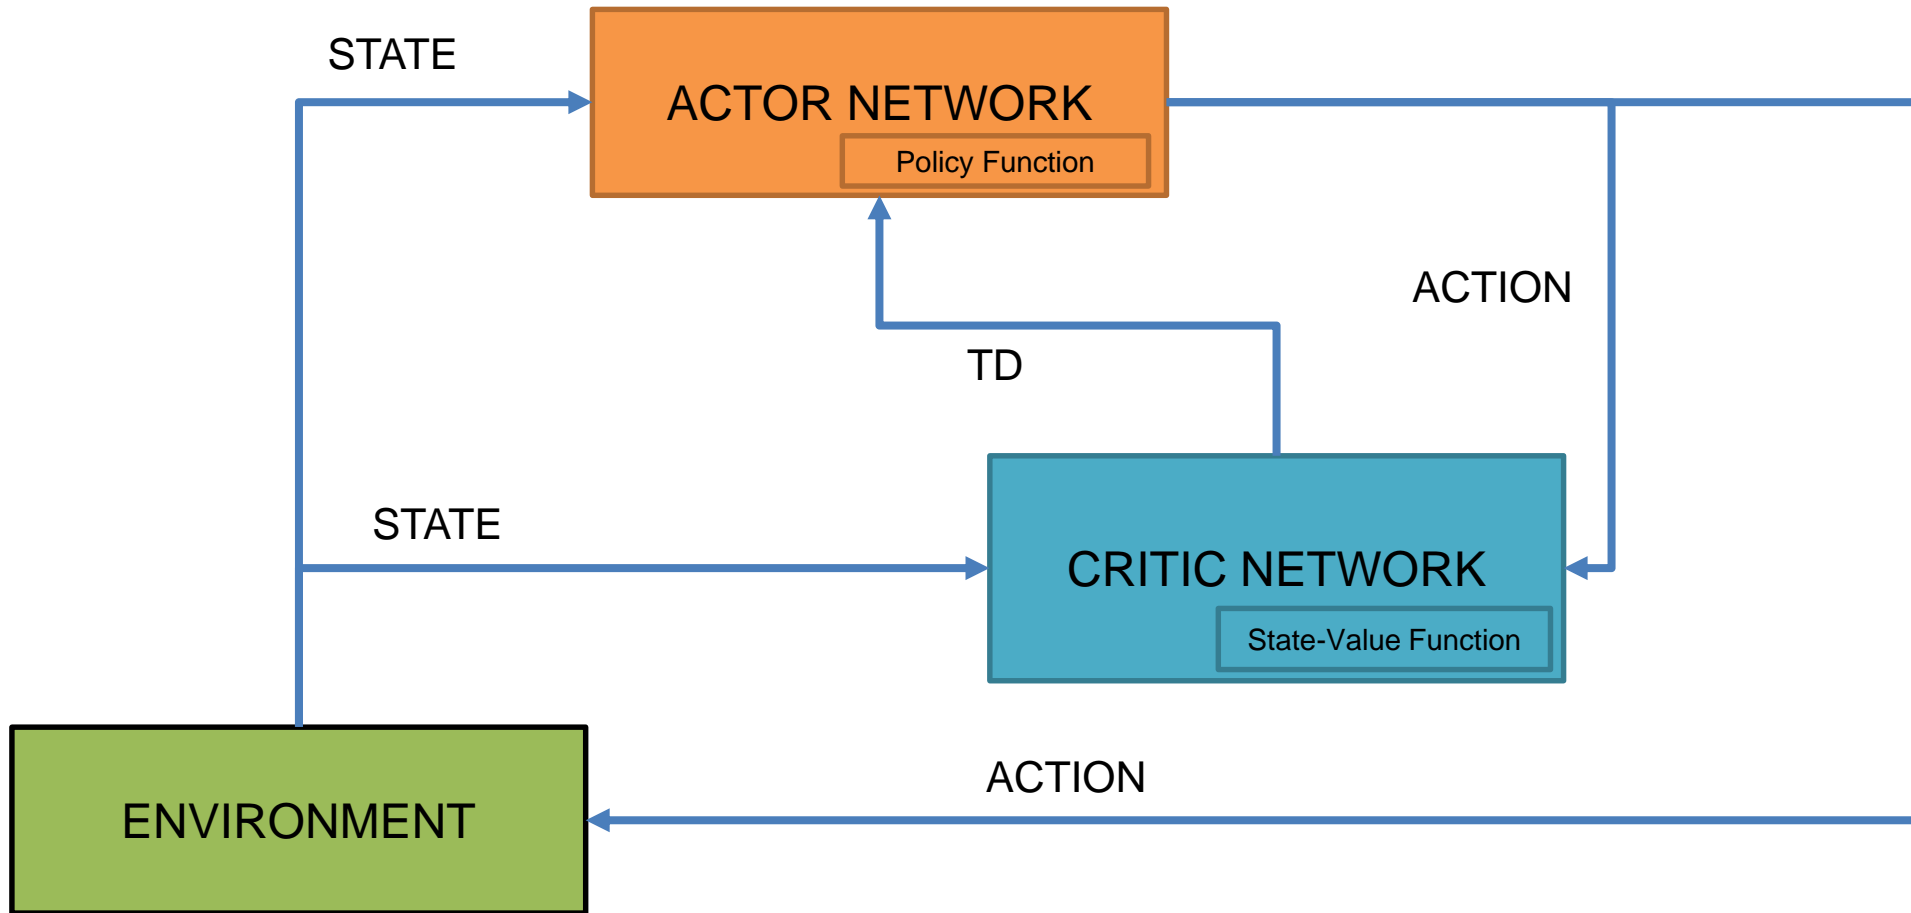 STATE
ACTOR NETWORK
Policy Function
ACTION
TD
STATE
CRITIC NETWORK
State-Value Function
ACTION
ENVIRONMENT